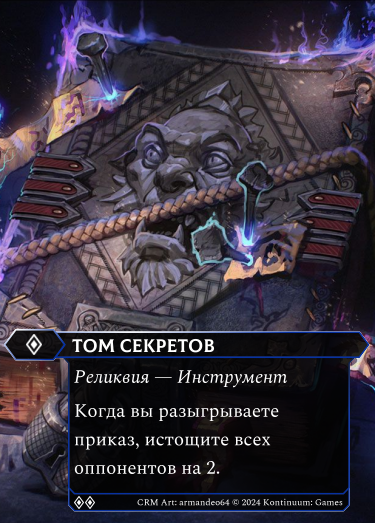 ТОМ СЕКРЕТОВ
Реликвия — Инструмент
Когда вы разыгрываете
приказ, истощите всех
оппонентов на 2.
CRM Art: armandeo64 © 2024 Kontinuum: Games